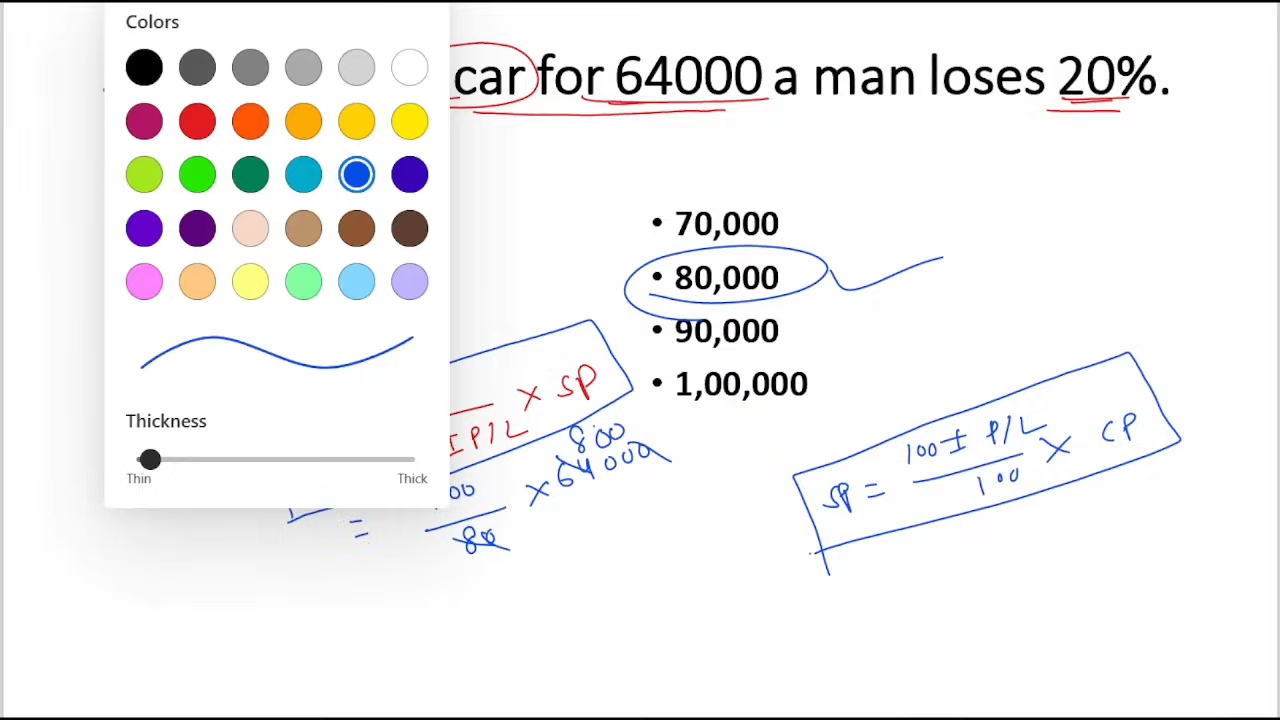 Colors
car for 64000 a man loses 20%.
• 70,000
• 80,000
• 90,000
• 1,00,000
Thickness
Thin
Thick
× SP
± P/L
800
00 × 64000
=
80
SP = 100 ± P/L × CP
100